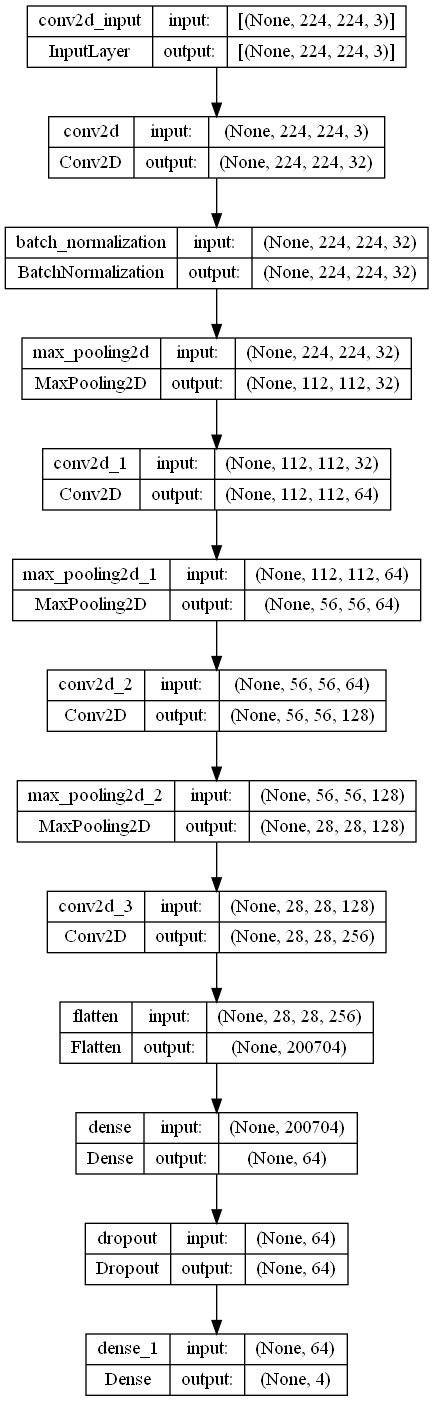 conv2d_input input: [(None, 224, 224, 3)]
InputLayer output: [(None, 224, 224, 3)]
conv2d input: (None, 224, 224, 3)
Conv2D output: (None, 224, 224, 32)
batch_normalization input: (None, 224, 224, 32)
BatchNormalization output: (None, 224, 224, 32)
max_pooling2d input: (None, 224, 224, 32)
MaxPooling2D output: (None, 112, 112, 32)
conv2d_1 input: (None, 112, 112, 32)
Conv2D output: (None, 112, 112, 64)
max_pooling2d_1 input: (None, 112, 112, 64)
MaxPooling2D output: (None, 56, 56, 64)
conv2d_2 input: (None, 56, 56, 64)
Conv2D output: (None, 56, 56, 128)
max_pooling2d_2 input: (None, 56, 56, 128)
MaxPooling2D output: (None, 28, 28, 128)
conv2d_3 input: (None, 28, 28, 128)
Conv2D output: (None, 28, 28, 256)
flatten input: (None, 28, 28, 256)
Flatten output: (None, 200704)
dense input: (None, 200704)
Dense output: (None, 64)
dropout input: (None, 64)
Dropout output: (None, 64)
dense_1 input: (None, 64)
Dense output: (None, 4)